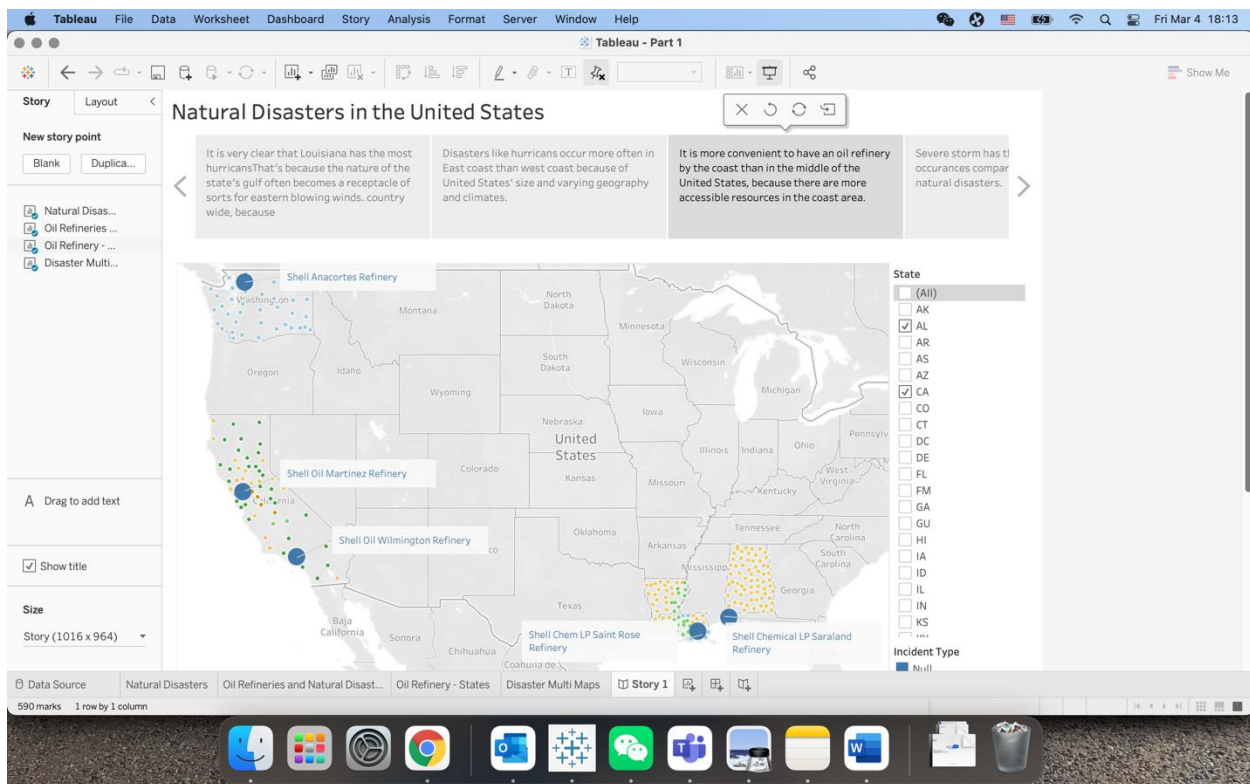 Tableau File Data Worksheet Dashboard Story Analysis Format Server Window Help Fri Mar 4 18:13
Tableau - Part 1
Show Me
Story Layout
New story point
Blank Duplica...
Natural Disas...
Oil Refineries ...
Oil Refinery - ...
Disaster Multi...
A Drag to add text
Show title
Size
Story (1016 x 964)
Natural Disasters in the United States
It is very clear that Louisiana has the most
hurricansThat's because the nature of the
state's gulf often becomes a receptacle of
sorts for eastern blowing winds. country
wide, because
Disasters like hurricans occur more often in
East coast than west coast because of
United States' size and varying geography
and climates.
It is more convenient to have an oil refinery
by the coast than in the middle of the
United States, because there are more
accessible resources in the coast area.
Severe storm has
occurances compar
natural disasters.
Shell Anacortes Refinery
Washington
Montana
North
Dakota
Minnesota
South
Dakota
Wisconsin
Oregon
Idaho
Wyoming
Michigan
Iowa
Nebraska
United
States
Illinois
Indiana
Ohio
Pennsylv
Shell Oil Martinez Refinery
Colorado
Kansas
Missouri
West
Virginia
Kentucky
Shell Oil Wilmington Refinery
co
Oklahoma
Arkansas
Tennessee
North
Carolina
South
Carolina
Mississipp
Georgia
Texas
Baja
California
Sonora
Chihuahua
Coahuila de
Shell Chem LP Saint Rose
Refinery
Shell Chemical LP Saraland
Refinery
State
(All)
AK
AL
AR
AS
AZ
CA
CO
CT
DC
DE
FL
FM
GA
GU
HI
IA
ID
IL
IN
KS
Incident Type
Null
Data Source Natural Disasters Oil Refineries and Natural Disast... Oil Refinery - States Disaster Multi Maps Story 1
590 marks 1 row by 1 column